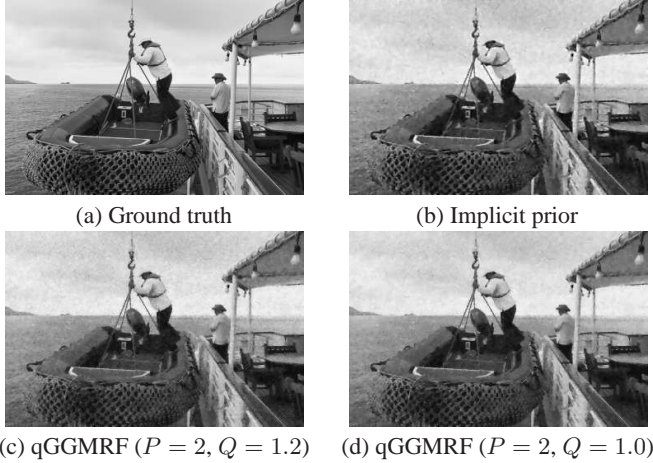 (a) Ground truth
(b) Implicit prior
(c) qGGMRF (P = 2, Q = 1.2)
(d) qGGMRF (P = 2, Q = 1.0)